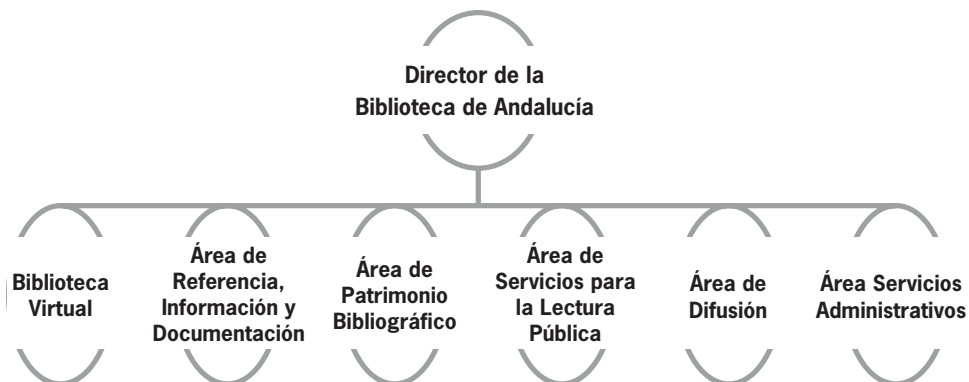 Director de la
Biblioteca de Andalucía
Biblioteca
Virtual
Área de
Referencia,
Información y
Documentación
Área de
Patrimonio
Bibliográfico
Área de
Servicios para
la Lectura
Pública
Área de
Difusión
Área Servicios
Administrativos